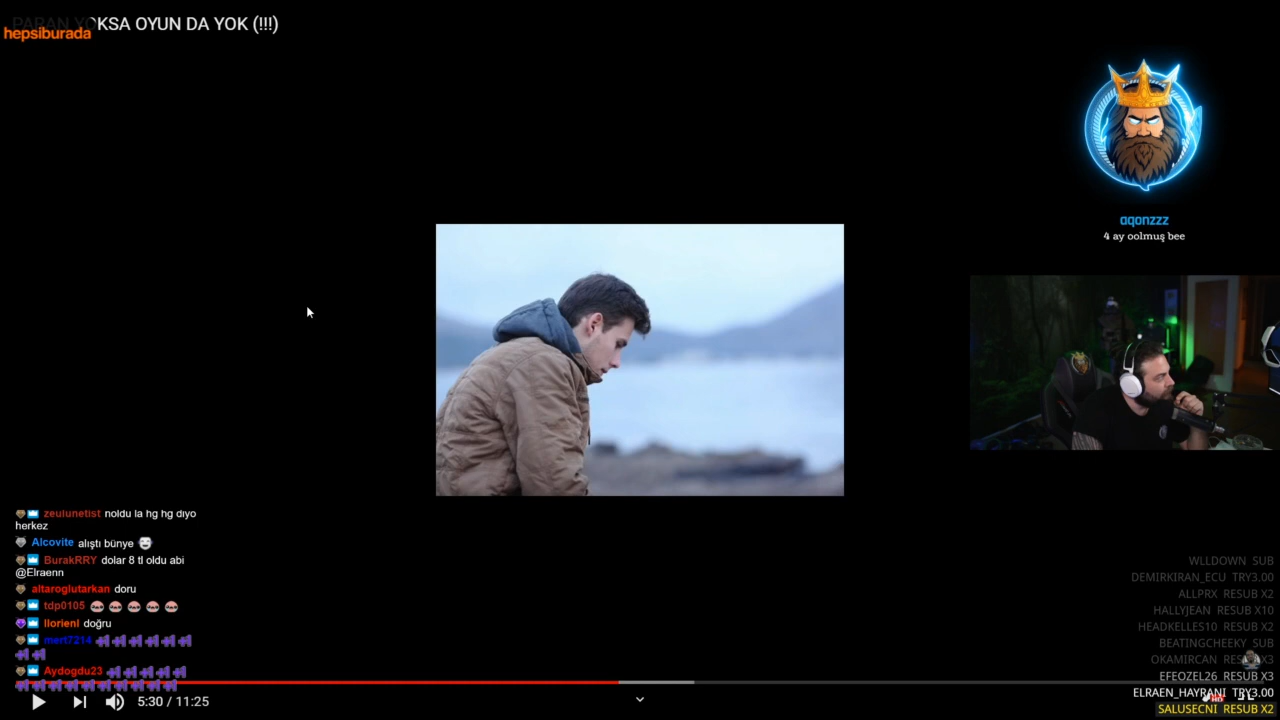 PARAN YOKSA OYUN DA YOK (!!!)
hepsiburada
aqonzzz
4 ay oolmuş bee
zeulunetist noldu la hg hg dıyo
herkez
Alcovite alıştı bünye
BurakRRY dolar 8 tl oldu abi
@Elraenn
altaroglutarkan doru
tdp0105
llorienl doğru
mert7214
Aydogdu23
5:30 / 11:25
WLLDOWN SUB
DEMIRKIRAN_ECU TRY3.00
ALLPRX RESUB X2
HALLYJEAN RESUB X10
HEADKELLES10 RESUB X2
BEATINGCHEEKY SUB
OKAMIRCAN RESUB X3
EFEOZEL26 RESUB X3
ELRAEN_HAYRANI TRY3.00
SALUSECNI RESUB X2